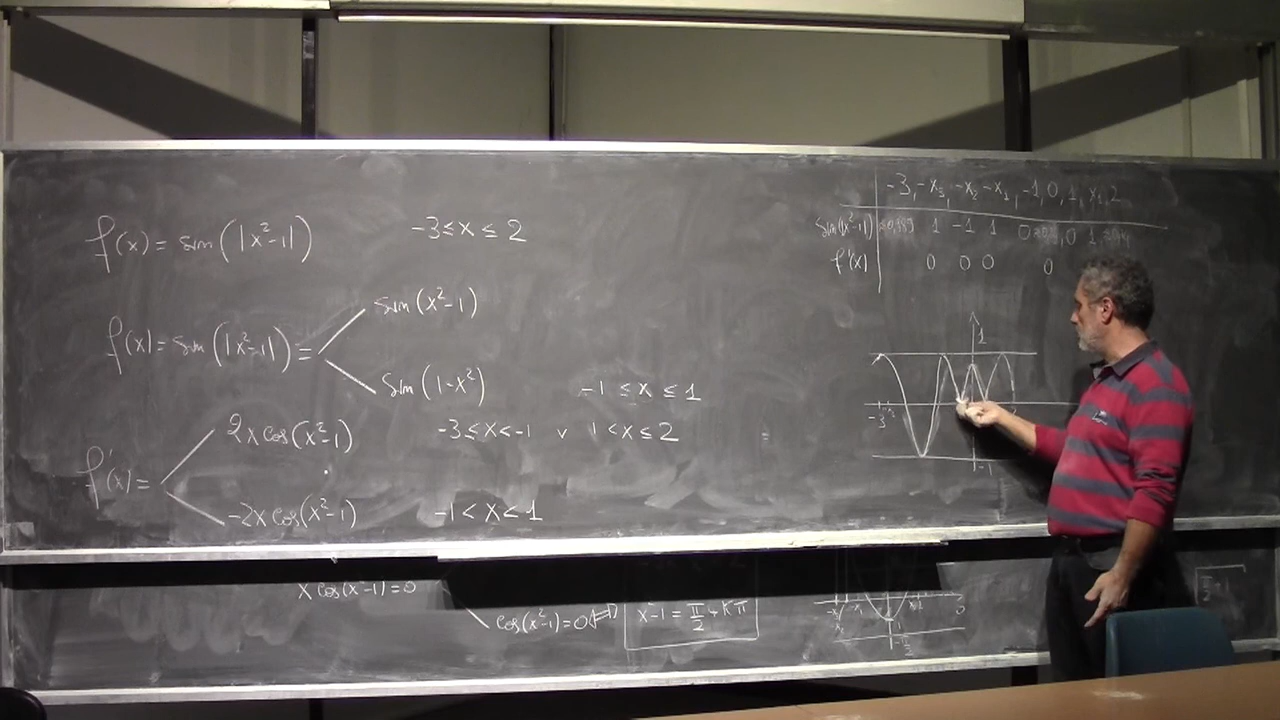 f(x) = sin(|x²-1|) -3 ≤ x ≤ 2
f(x) = sin(|x²-1|) =
sin(x²-1)
sin(1-x²) -1 ≤ x ≤ 1
f'(x) =
2x cos(x²-1) -3 ≤ x < -1 ∨ 1 < x ≤ 2
-2x cos(x²-1) -1 < x < 1
x cos(x²-1) = 0
cos(x²-1) = 0 ⟺ x²-1 = π/2 + kπ
-3, -x₃, -x₂, -x₁, -1, 0, 1, x₁, 2
sin(|x²-1|) 1 -1 1 0 0 1
f'(x) 0 0 0 0
1
-3
-1